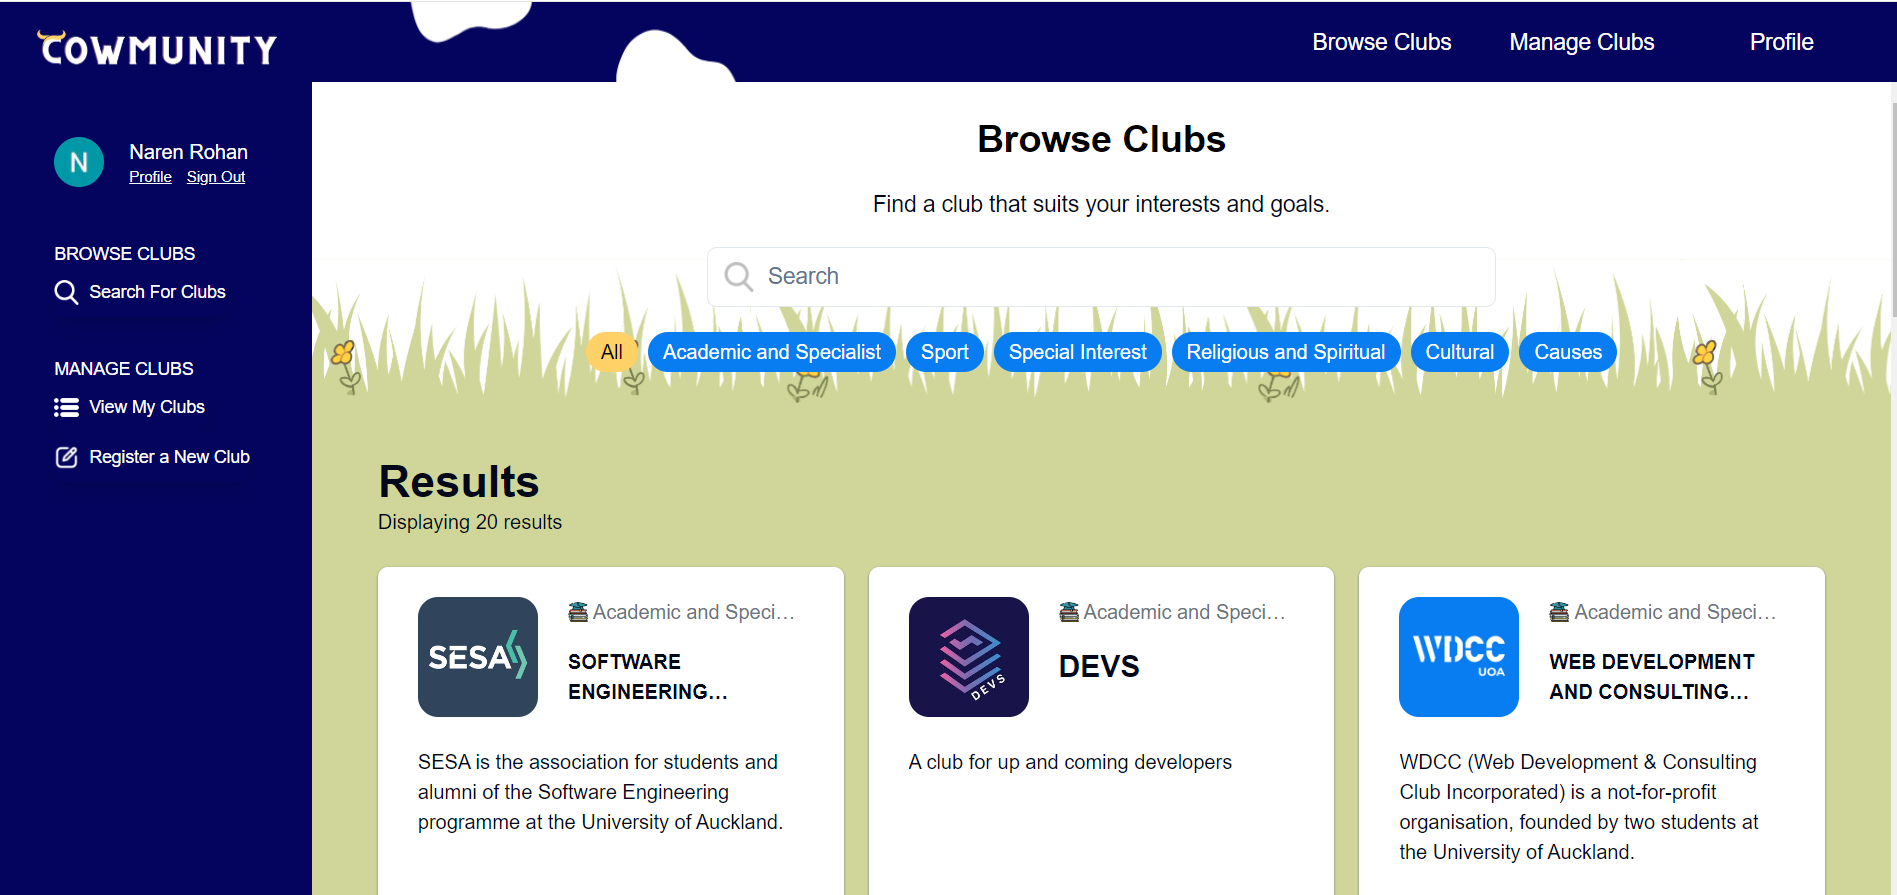 COWMUNITY
Browse Clubs
Manage Clubs
Profile
N
Naren Rohan
Profile Sign Out
BROWSE CLUBS
Search For Clubs
MANAGE CLUBS
View My Clubs
Register a New Club
Browse Clubs
Find a club that suits your interests and goals.
Search
All
Academic and Specialist
Sport
Special Interest
Religious and Spiritual
Cultural
Causes
Results
Displaying 20 results
SESA
Academic and Speci...
SOFTWARE
ENGINEERING...
SESA is the association for students and
alumni of the Software Engineering
programme at the University of Auckland.
DEVS
Academic and Speci...
DEVS
A club for up and coming developers
WDCC
UOA
Academic and Speci...
WEB DEVELOPMENT
AND CONSULTING...
WDCC (Web Development & Consulting
Club Incorporated) is a not-for-profit
organisation, founded by two students at
the University of Auckland.